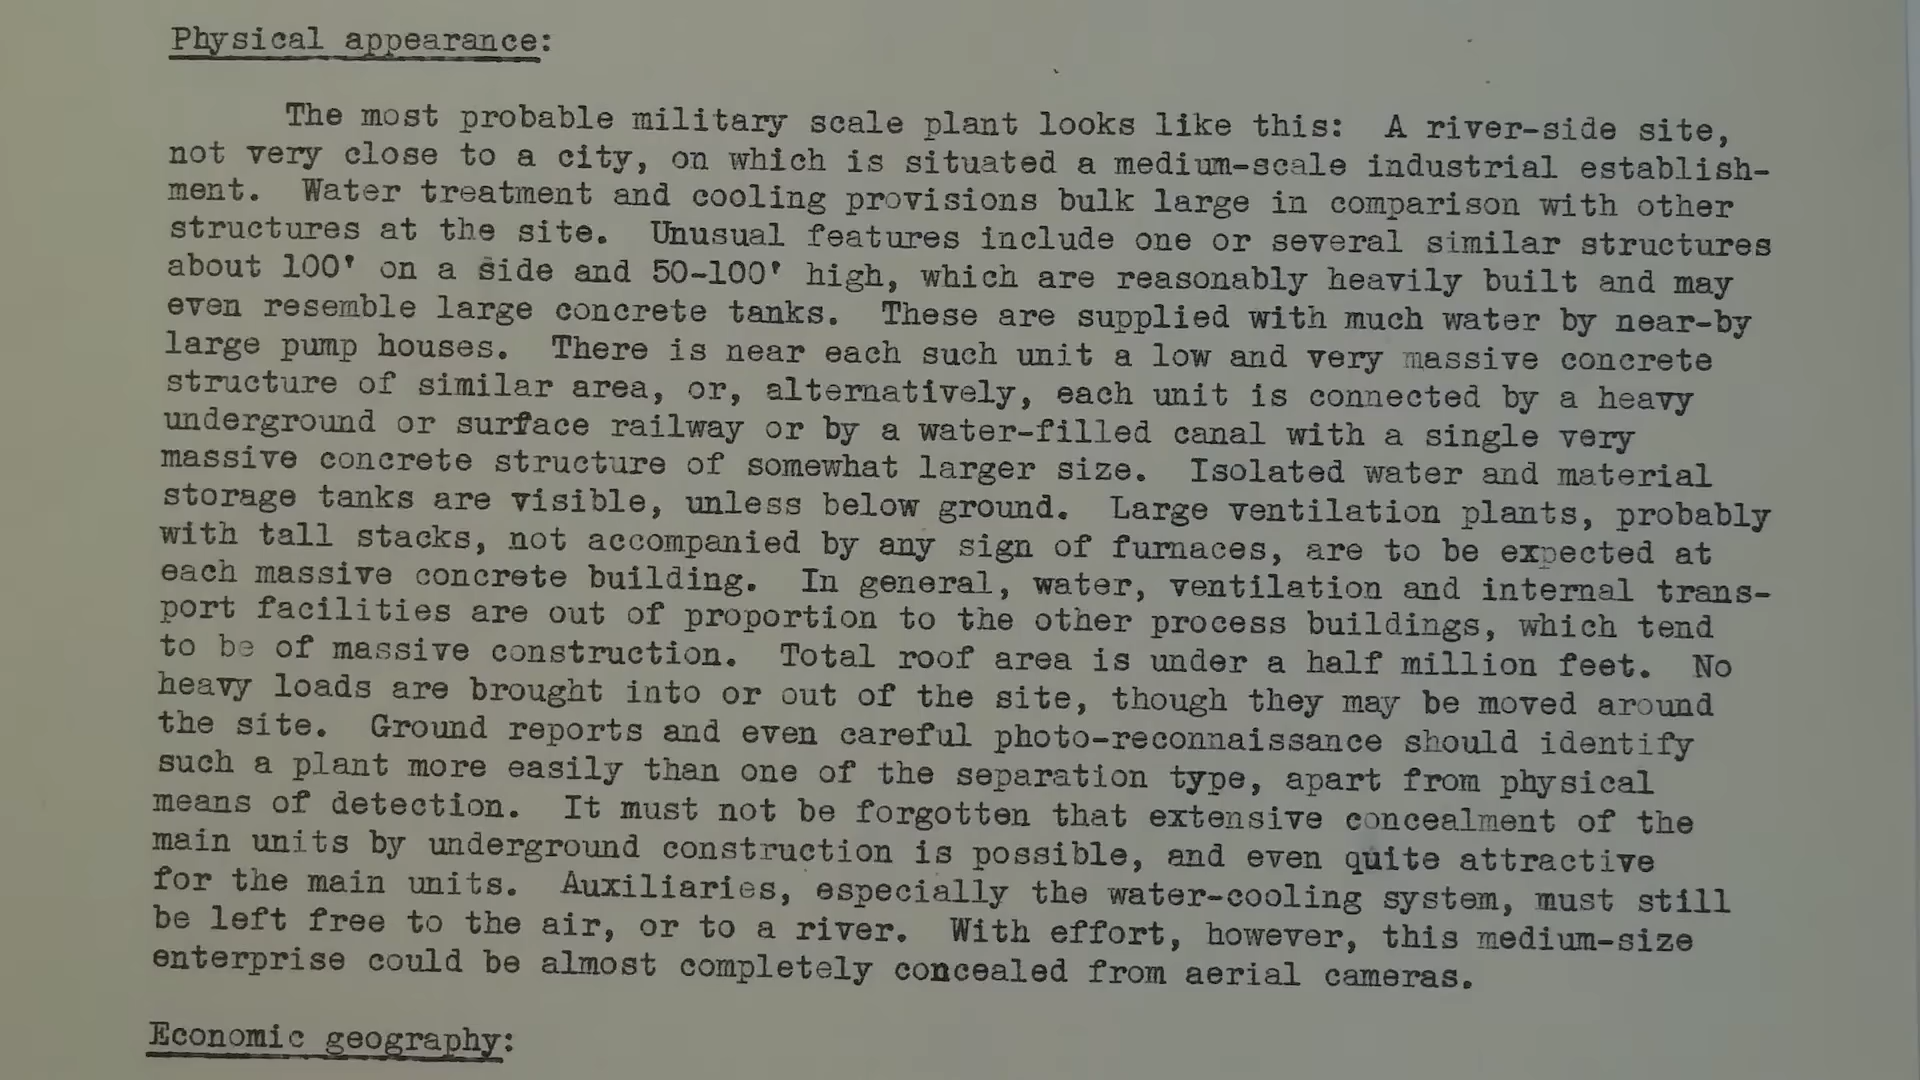 Physical appearance:
The most probable military scale plant looks like this: A river-side site,
not very close to a city, on which is situated a medium-scale industrial establish-
ment. Water treatment and cooling provisions bulk large in comparison with other
structures at the site. Unusual features include one or several similar structures
about 100' on a side and 50-100' high, which are reasonably heavily built and may
even resemble large concrete tanks. These are supplied with much water by near-by
large pump houses. There is near each such unit a low and very massive concrete
structure of similar area, or, alternatively, each unit is connected by a heavy
underground or surface railway or by a water-filled canal with a single very
massive concrete structure of somewhat larger size. Isolated water and material
storage tanks are visible, unless below ground. Large ventilation plants, probably
with tall stacks, not accompanied by any sign of furnaces, are to be expected at
each massive concrete building. In general, water, ventilation and internal trans-
port facilities are out of proportion to the other process buildings, which tend
to be of massive construction. Total roof area is under a half million feet. No
heavy loads are brought into or out of the site, though they may be moved around
the site. Ground reports and even careful photo-reconnaissance should identify
such a plant more easily than one of the separation type, apart from physical
means of detection. It must not be forgotten that extensive concealment of the
main units by underground construction is possible, and even quite attractive
for the main units. Auxiliaries, especially the water-cooling system, must still
be left free to the air, or to a river. With effort, however, this medium-size
enterprise could be almost completely concealed from aerial cameras.
Economic geography: